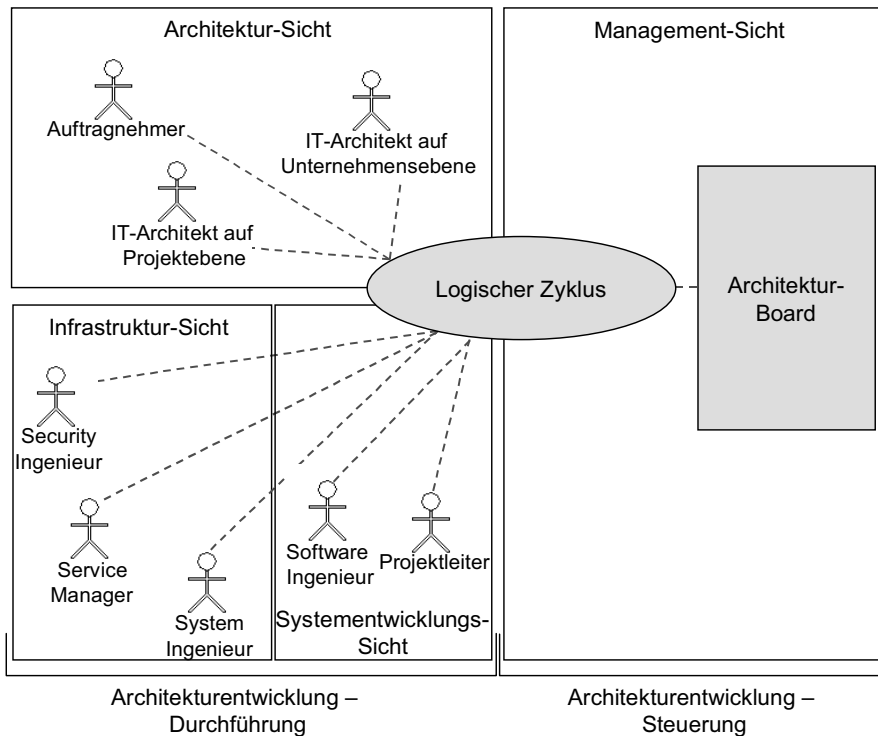 Architektur-Sicht
Management-Sicht
Auftragnehmer
IT-Architekt auf
Unternehmensebene
IT-Architekt auf
Projektebene
Logischer Zyklus
Architektur-
Board
Infrastruktur-Sicht
Security
Ingenieur
Service
Manager
System
Ingenieur
Software
Ingenieur
Projektleiter
Systementwicklungs-
Sicht
Architekturentwicklung –
Durchführung
Architekturentwicklung –
Steuerung